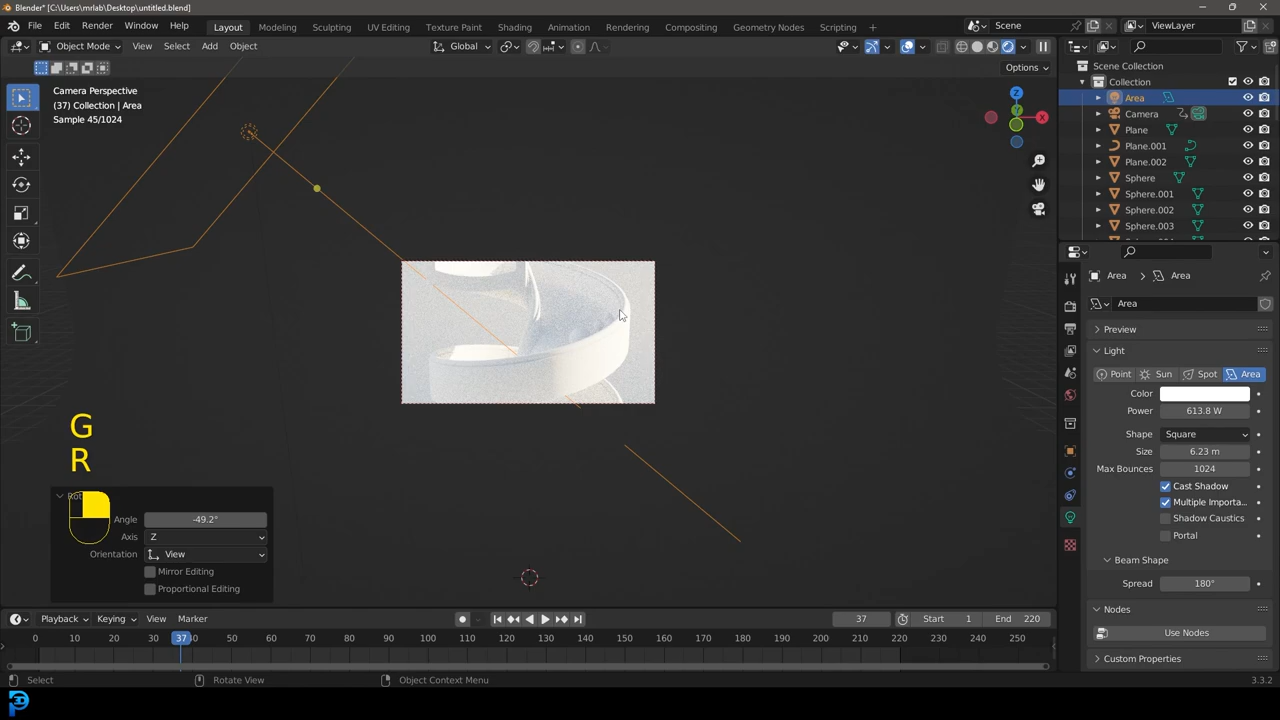 Blender* [C:\Users\mrlab\Desktop\untitled.blend]
File Edit Render Window Help Layout Modeling Sculpting UV Editing Texture Paint Shading Animation Rendering Compositing Geometry Nodes Scene ViewLayer
Object Mode View Select Add Object Global
Options
Camera Perspective
(37) Collection | Area
Sample 45/1024
Z
Y
X
Scene Collection
Collection
Area
Camera
Plane
Plane.001
Plane.002
Sphere
Sphere.001
Sphere.002
Sphere.003
Area Area
Area
Preview
Light
Point Sun Spot Area
Color
Power 613.8 W
Shape Square
Size 6.23 m
Max Bounces 1024
Cast Shadow
Multiple Importa...
Shadow Caustics
Portal
Beam Shape
Spread 180°
Nodes
Use Nodes
Custom Properties
G
R
Angle -49.2°
Axis Z
Orientation View
Mirror Editing
Proportional Editing
Playback Keying View Marker 37 Start 1 End 220
0 10 20 30 37 50 60 70 80 90 100 110 120 130 140 150 160 170 180 190 200 210 220 230 240 250
Select Rotate View Object Context Menu 3.3.2